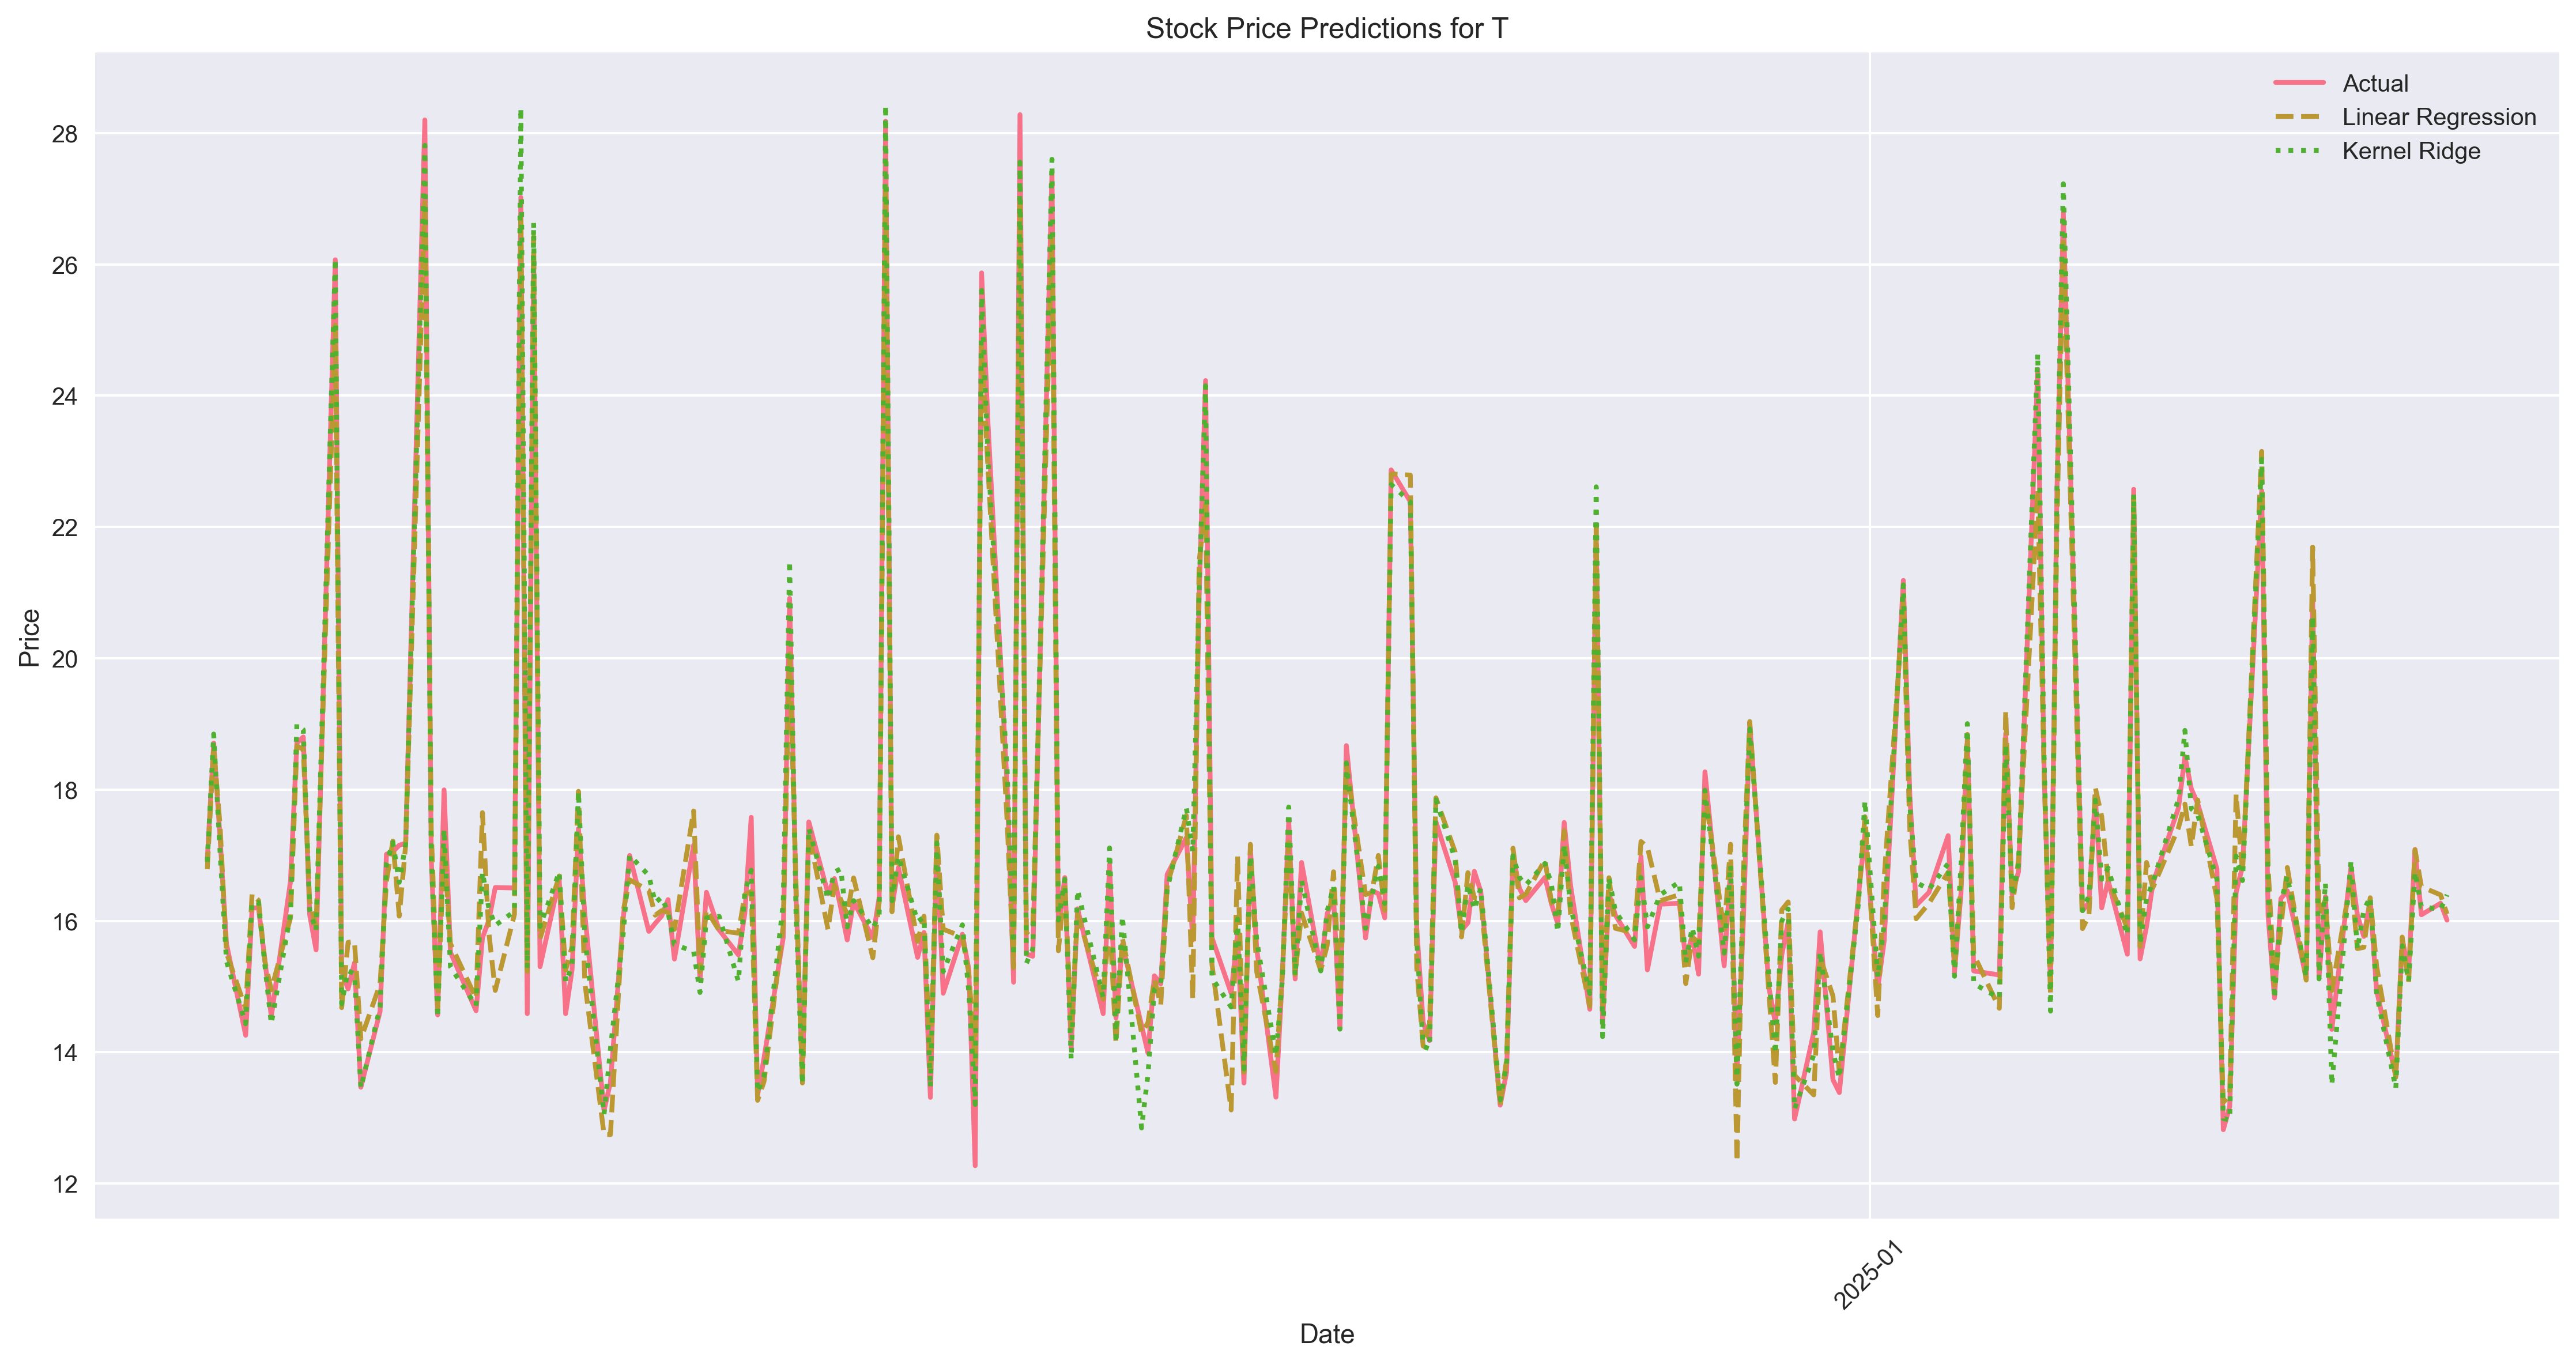 Stock Price Predictions for T
Actual
Linear Regression
Kernel Ridge
Price
28
26
24
22
20
18
16
14
12
2025-01
Date